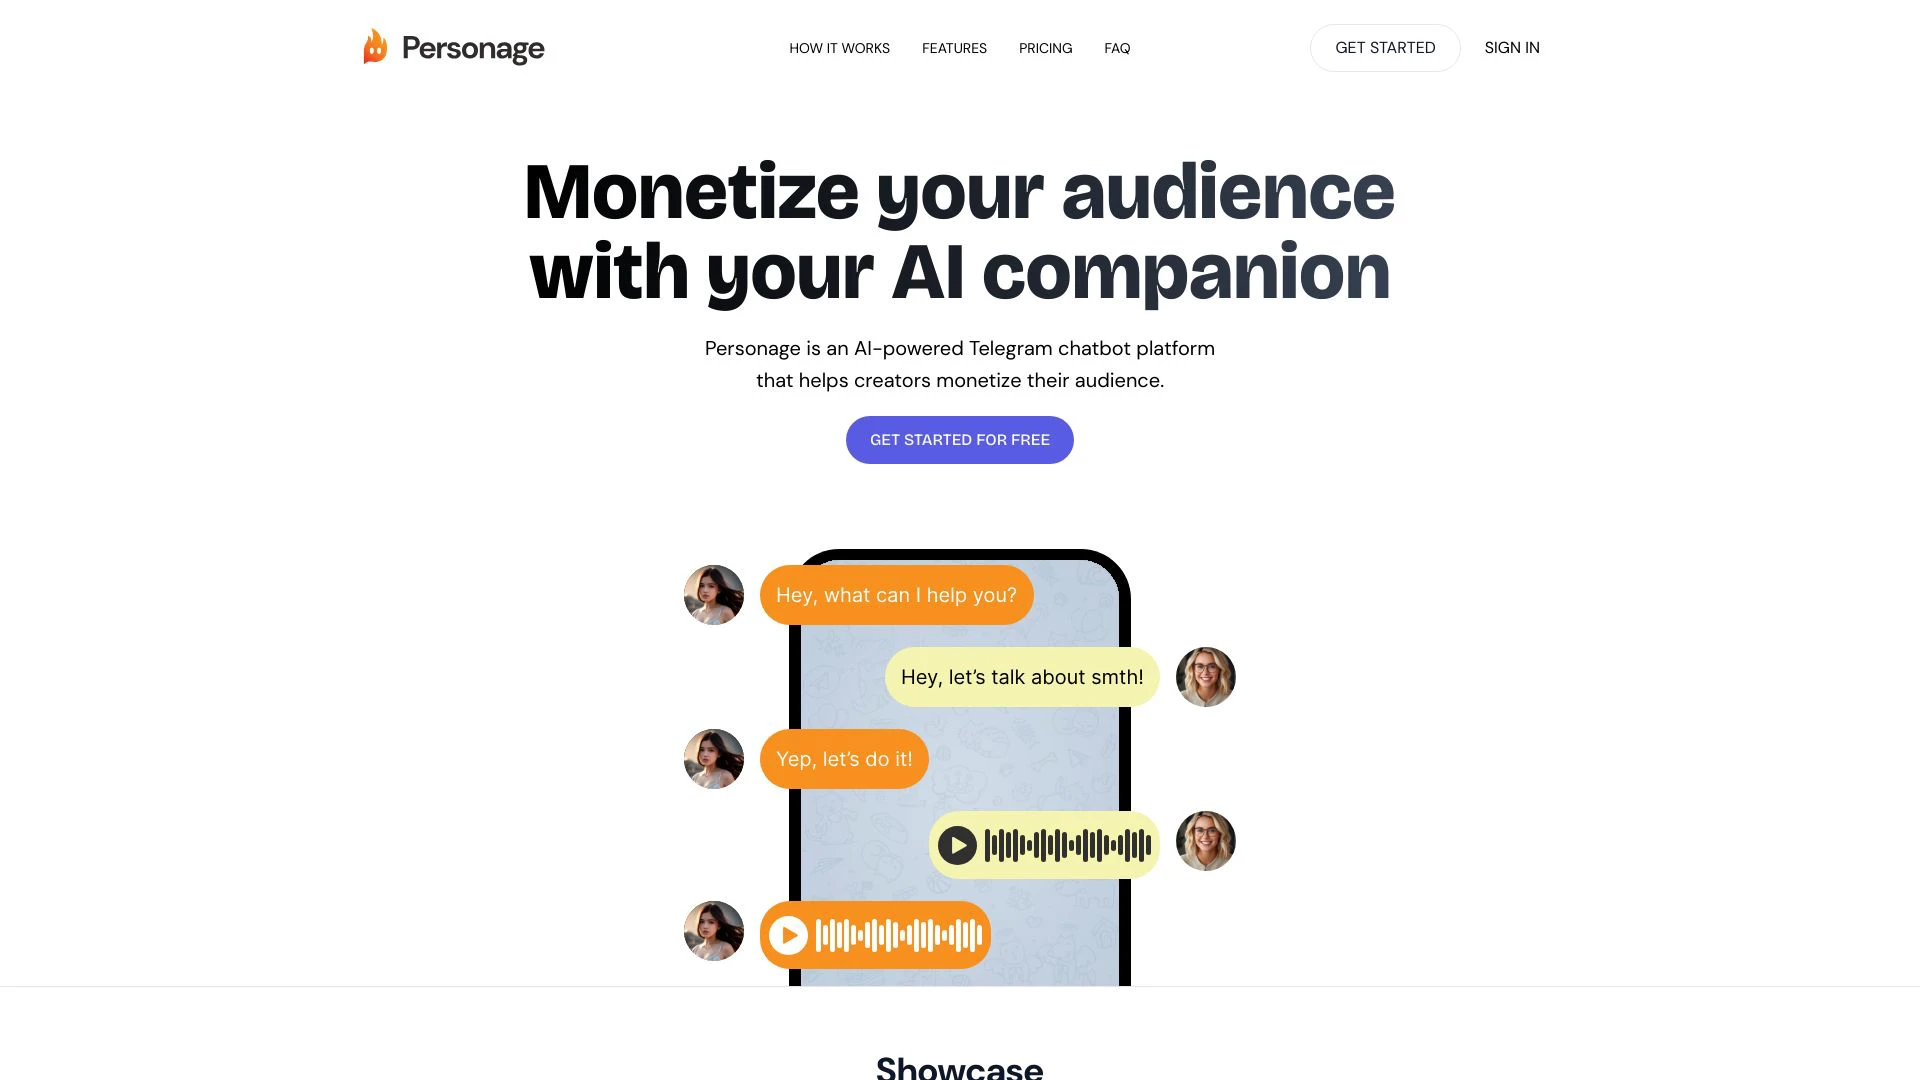 Personage
HOW IT WORKS
FEATURES
PRICING
FAQ
GET STARTED
SIGN IN
Monetize your audience
with your AI companion
Personage is an AI-powered Telegram chatbot platform
that helps creators monetize their audience.
GET STARTED FOR FREE
Hey, what can I help you?
Hey, let’s talk about smth!
Yep, let’s do it!
Showcase